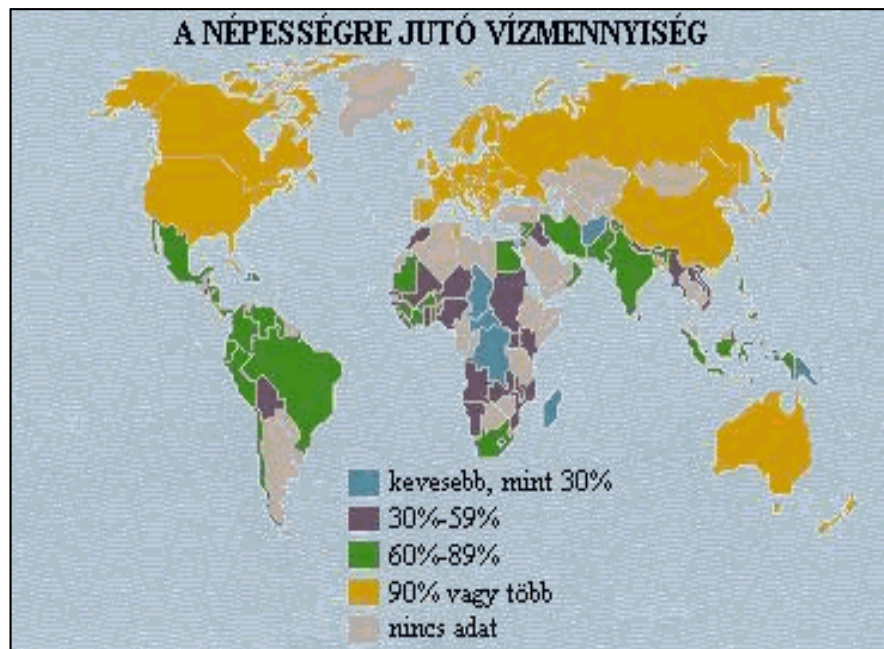 A NÉPESSÉGRE JUTÓ VÍZMENNYISÉG
kevesebb, mint 30%
30%-59%
60%-89%
90% vagy több
nincs adat